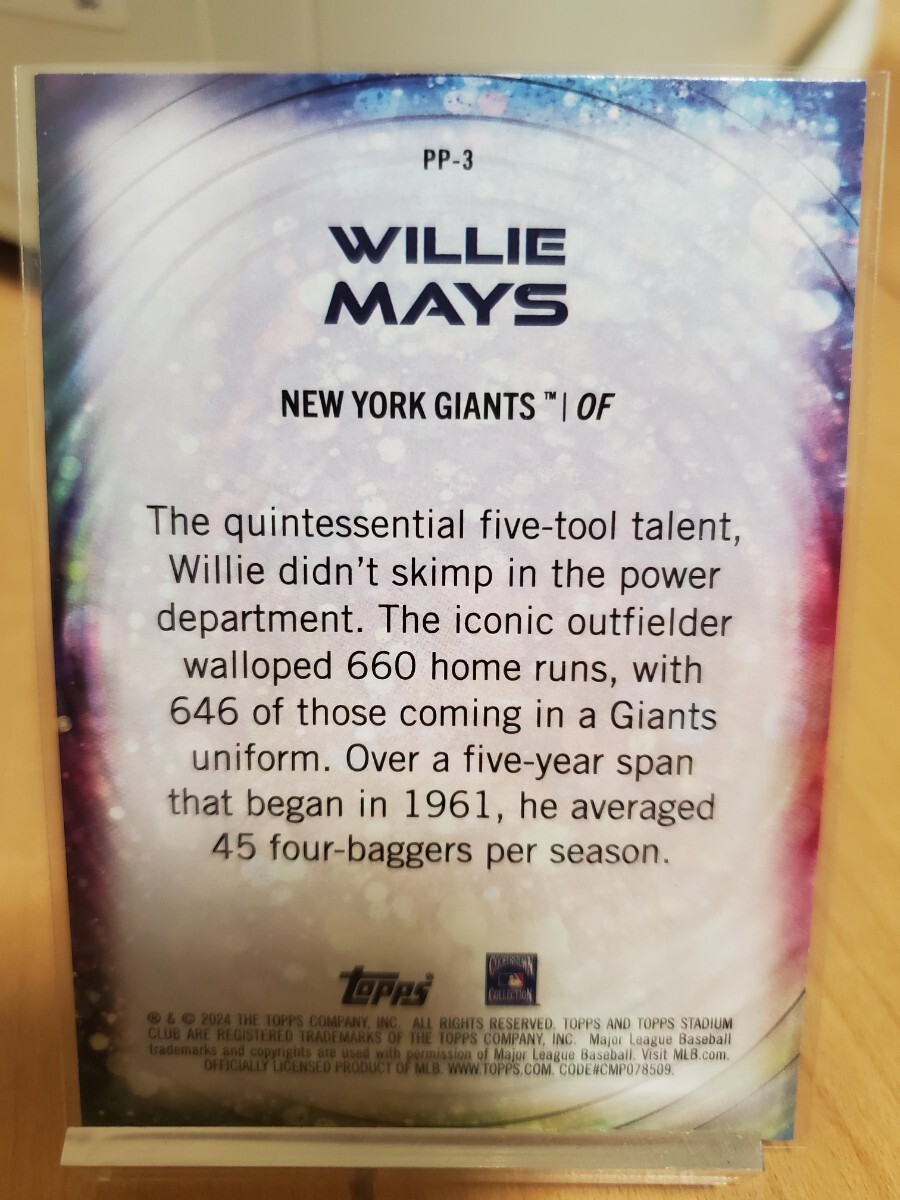 PP-3
WILLIE
MAYS
NEW YORK GIANTS ™ | OF
The quintessential five-tool talent,
Willie didn't skimp in the power
department. The iconic outfielder
walloped 660 home runs, with
646 of those coming in a Giants
uniform. Over a five-year span
that began in 1961, he averaged
45 four-baggers per season.
topps
COOPERSTOWN
COLLECTION
® & © 2024 THE TOPPS COMPANY, INC. ALL RIGHTS RESERVED. TOPPS AND TOPPS STADIUM
CLUB ARE REGISTERED TRADEMARKS OF THE TOPPS COMPANY, INC. Major League Baseball
trademarks and copyrights are used with permission of Major League Baseball. Visit MLB.com.
OFFICIALLY LICENSED PRODUCT OF MLB. WWW.TOPPS.COM. CODE#CMP078509.